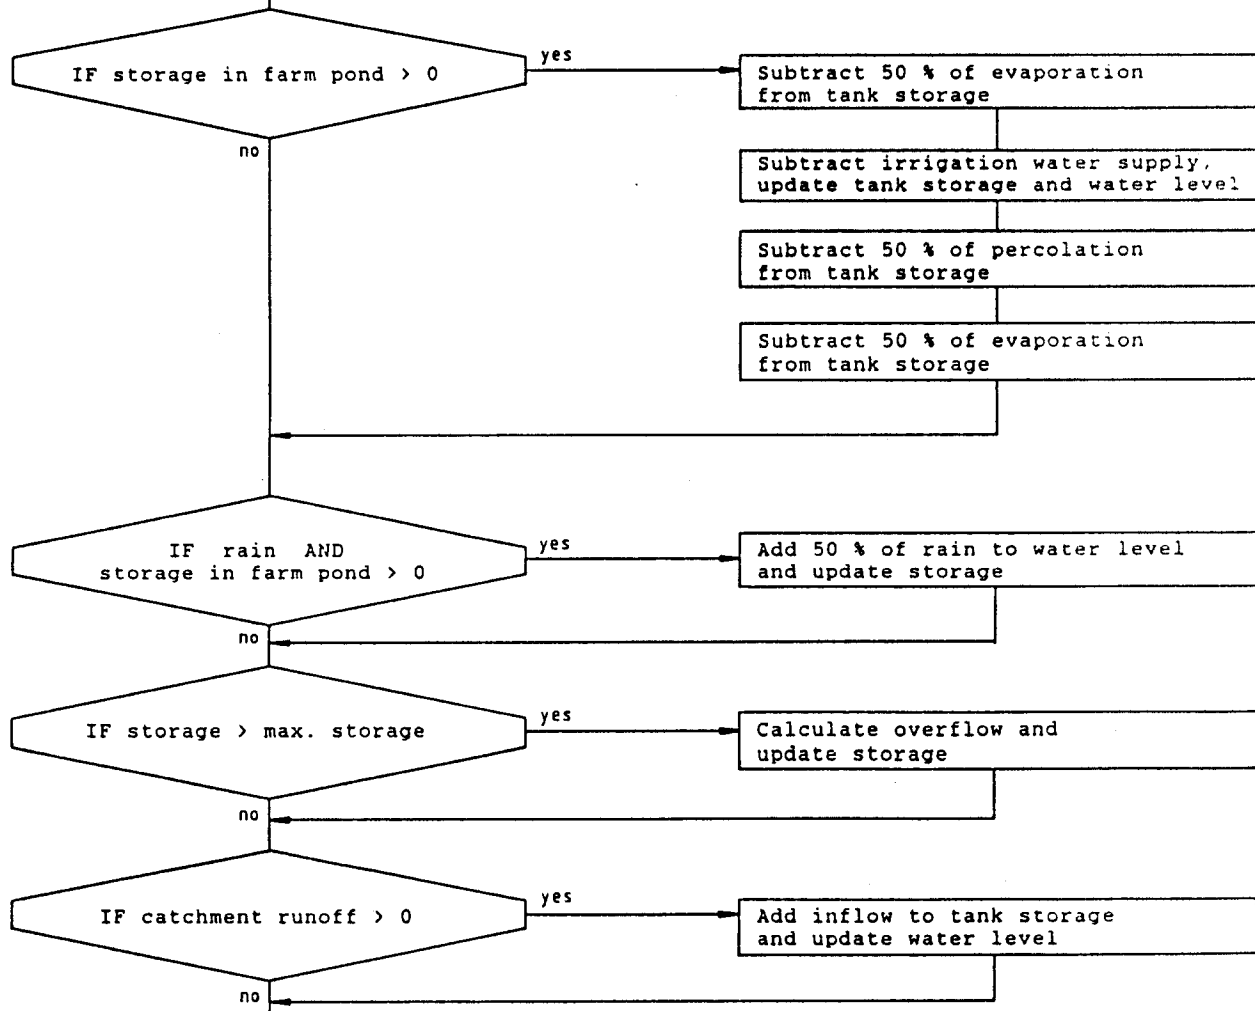 IF storage in farm pond > 0
yes
no
Subtract 50 % of evaporation
from tank storage
Subtract irrigation water supply,
update tank storage and water level
Subtract 50 % of percolation
from tank storage
Subtract 50 % of evaporation
from tank storage
IF rain AND
storage in farm pond > 0
yes
no
Add 50 % of rain to water level
and update storage
IF storage > max. storage
yes
no
Calculate overflow and
update storage
IF catchment runoff > 0
yes
no
Add inflow to tank storage
and update water level